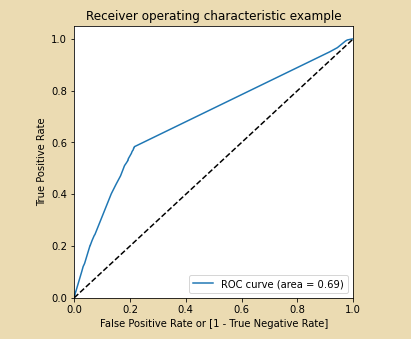 Receiver operating characteristic example
True Positive Rate
1.0
0.8
0.6
0.4
0.2
0.0
ROC curve (area = 0.69)
0.0 0.2 0.4 0.6 0.8 1.0
False Positive Rate or [1 - True Negative Rate]